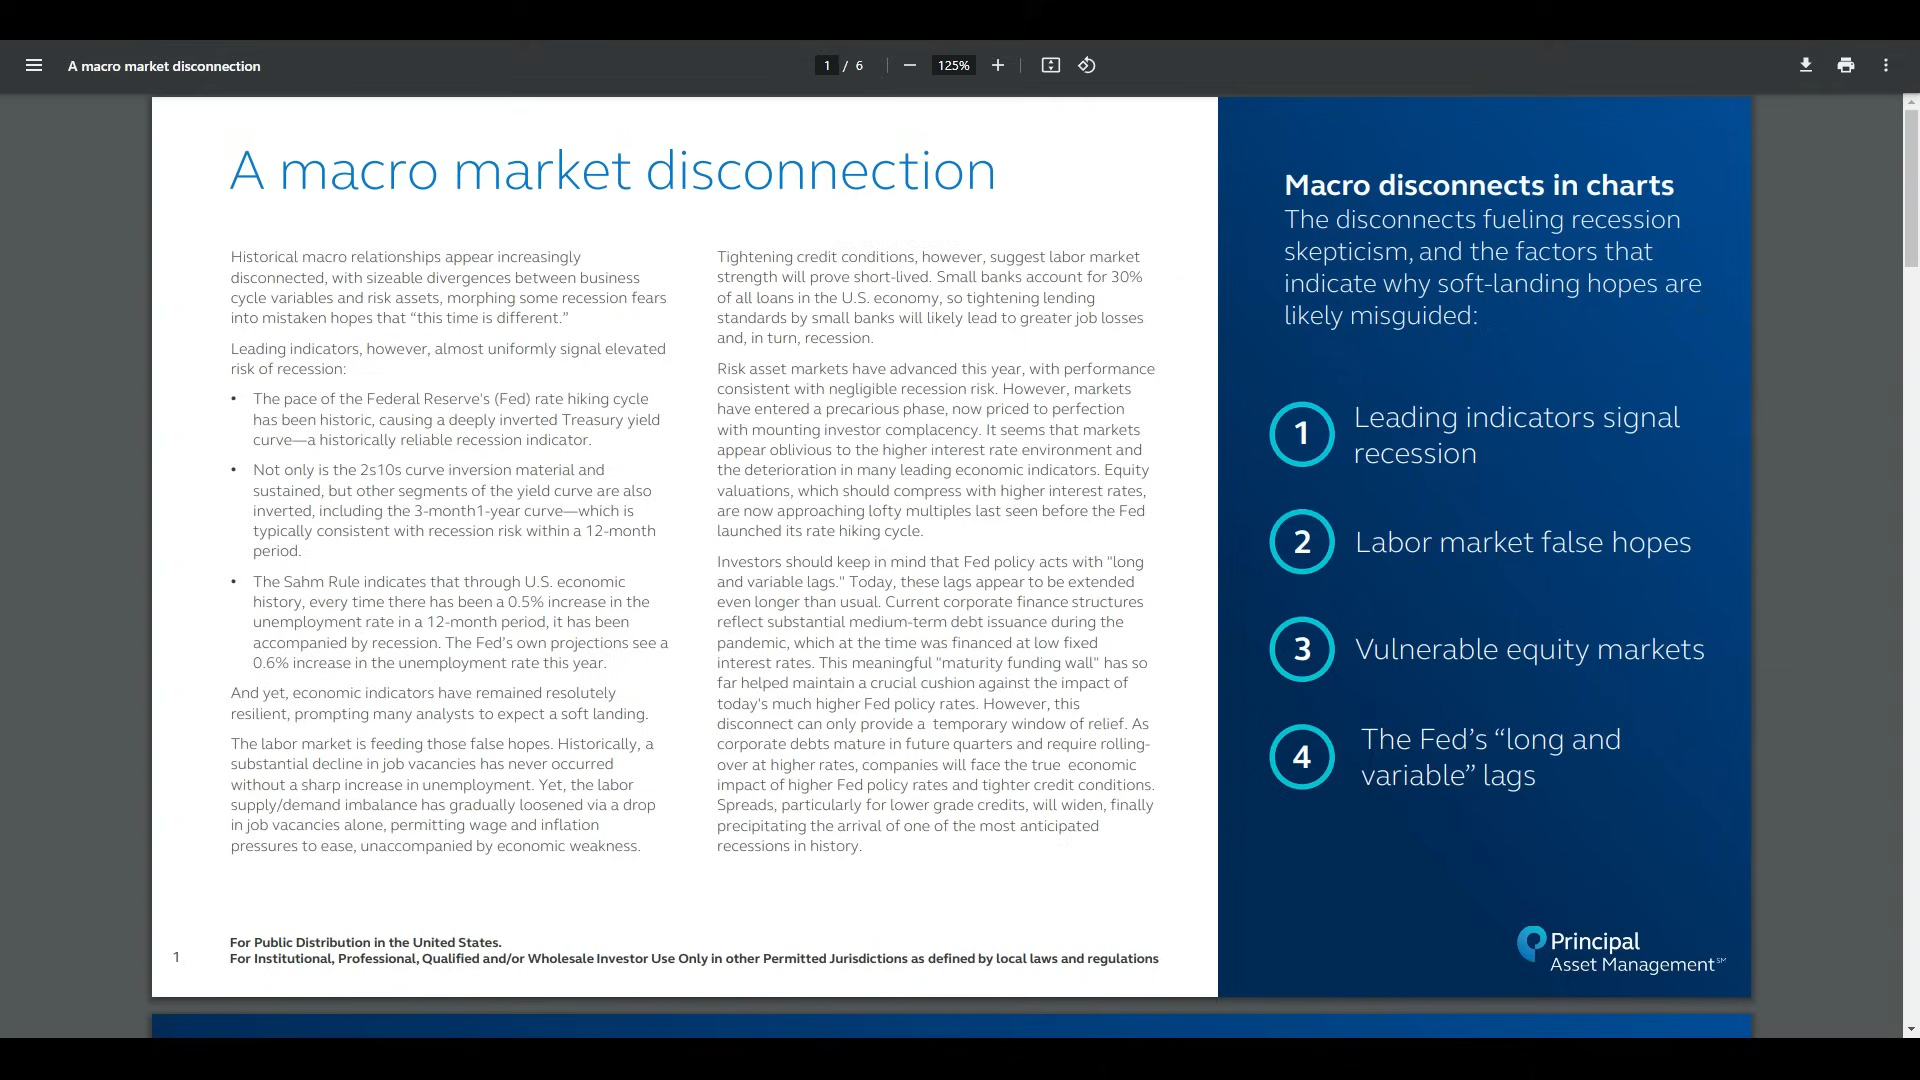 A macro market disconnection
1 / 6
125%
A macro market disconnection
Historical macro relationships appear increasingly
disconnected, with sizeable divergences between business
cycle variables and risk assets, morphing some recession fears
into mistaken hopes that “this time is different.”
Leading indicators, however, almost uniformly signal elevated
risk of recession:
• The pace of the Federal Reserve's (Fed) rate hiking cycle
has been historic, causing a deeply inverted Treasury yield
curve—a historically reliable recession indicator.
• Not only is the 2s10s curve inversion material and
sustained, but other segments of the yield curve are also
inverted, including the 3-month1-year curve—which is
typically consistent with recession risk within a 12-month
period.
• The Sahm Rule indicates that through U.S. economic
history, every time there has been a 0.5% increase in the
unemployment rate in a 12-month period, it has been
accompanied by recession. The Fed’s own projections see a
0.6% increase in the unemployment rate this year.
And yet, economic indicators have remained resolutely
resilient, prompting many analysts to expect a soft landing.
The labor market is feeding those false hopes. Historically, a
substantial decline in job vacancies has never occurred
without a sharp increase in unemployment. Yet, the labor
supply/demand imbalance has gradually loosened via a drop
in job vacancies alone, permitting wage and inflation
pressures to ease, unaccompanied by economic weakness.
Tightening credit conditions, however, suggest labor market
strength will prove short-lived. Small banks account for 30%
of all loans in the U.S. economy, so tightening lending
standards by small banks will likely lead to greater job losses
and, in turn, recession.
Risk asset markets have advanced this year, with performance
consistent with negligible recession risk. However, markets
have entered a precarious phase, now priced to perfection
with mounting investor complacency. It seems that markets
appear oblivious to the higher interest rate environment and
the deterioration in many leading economic indicators. Equity
valuations, which should compress with higher interest rates,
are now approaching lofty multiples last seen before the Fed
launched its rate hiking cycle.
Investors should keep in mind that Fed policy acts with "long
and variable lags." Today, these lags appear to be extended
even longer than usual. Current corporate finance structures
reflect substantial medium-term debt issuance during the
pandemic, which at the time was financed at low fixed
interest rates. This meaningful "maturity funding wall" has so
far helped maintain a crucial cushion against the impact of
today's much higher Fed policy rates. However, this
disconnect can only provide a temporary window of relief. As
corporate debts mature in future quarters and require rolling-
over at higher rates, companies will face the true economic
impact of higher Fed policy rates and tighter credit conditions.
Spreads, particularly for lower grade credits, will widen, finally
precipitating the arrival of one of the most anticipated
recessions in history.
Macro disconnects in charts
The disconnects fueling recession
skepticism, and the factors that
indicate why soft-landing hopes are
likely misguided:
1 Leading indicators signal
recession
2 Labor market false hopes
3 Vulnerable equity markets
4 The Fed’s “long and
variable” lags
For Public Distribution in the United States.
1 For Institutional, Professional, Qualified and/or Wholesale Investor Use Only in other Permitted Jurisdictions as defined by local laws and regulations
Principal
Asset Management℠